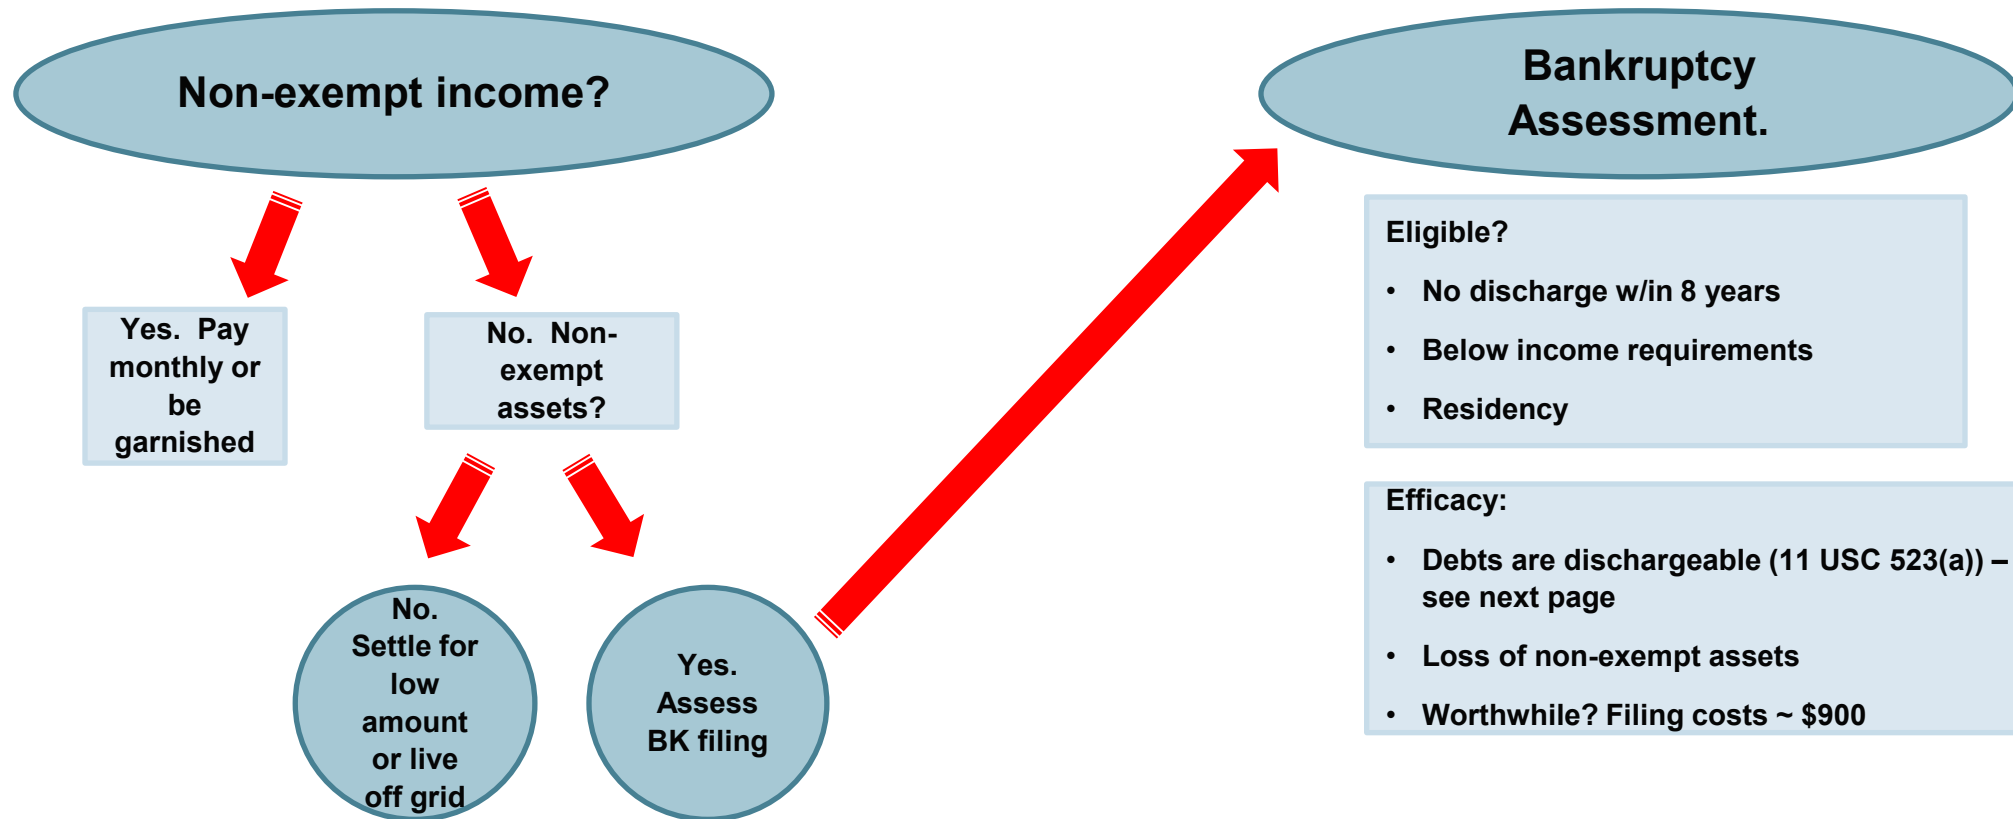 Non-exempt income?
Yes. Pay
monthly or
be
garnished
No. Non-
exempt
assets?
No.
Settle for
low
amount
or live
off grid
Yes.
Assess
BK filing
Bankruptcy
Assessment.
Eligible?
• No discharge w/in 8 years
• Below income requirements
• Residency
Efficacy:
• Debts are dischargeable (11 USC 523(a)) –
see next page
• Loss of non-exempt assets
• Worthwhile? Filing costs ~ $900